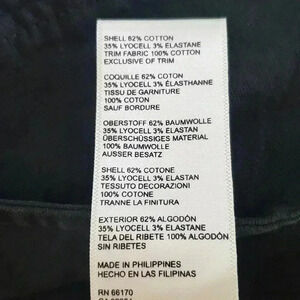 SHELL 62% COTTON
35% LYOCELL 3% ELASTANE
TRIM FABRIC 100% COTTON
EXCLUSIVE OF TRIM
COQUILLE 62% COTON
35% LYOCELL 3% ÉLASTHANNE
TISSU DE GARNITURE
100% COTON
SAUF BORDURE
OBERSTOFF 62% BAUMWOLLE
35% LYOCELL 3% ELASTAN
ÜBERSCHÜSSIGES MATERIAL
100% BAUMWOLLE
AUSSER BESATZ
SHELL 62% COTONE
35% LYOCELL 3% ELASTAN
TESSUTO DECORAZIONI
100% COTONE
TRANNE LA FINITURA
EXTERIOR 62% ALGODÓN
35% LYOCELL 3% ELASTANE
TELA DEL RIBETE 100% ALGODÓN
SIN RIBETES
MADE IN PHILIPPINES
HECHO EN LAS FILIPINAS
RN 66170